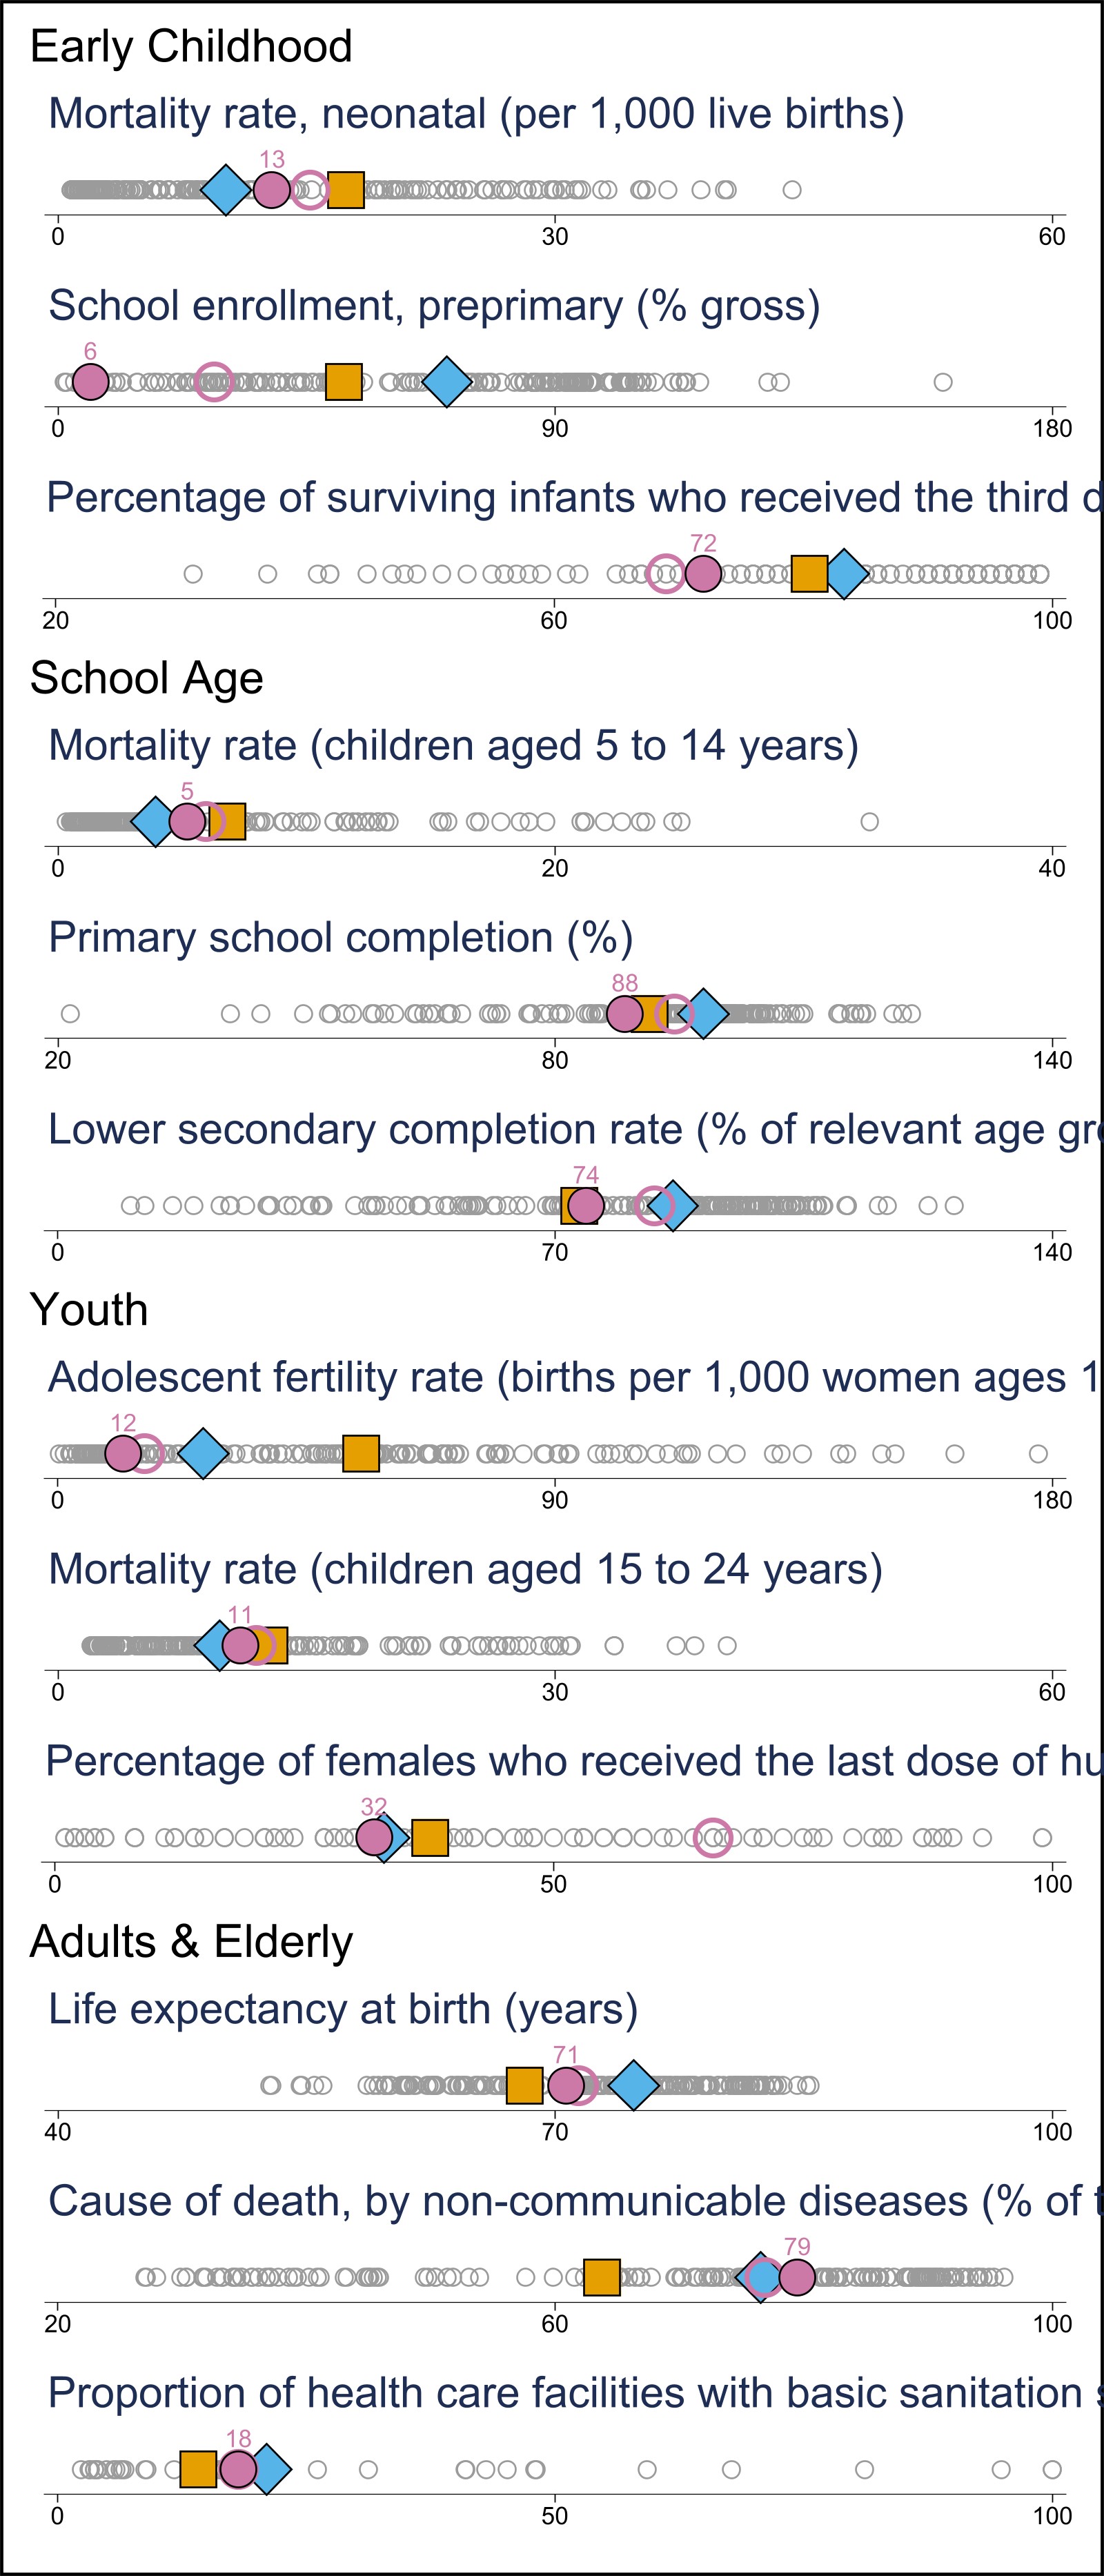 Early Childhood
Mortality rate, neonatal (per 1,000 live births)
13
0 30 60
School enrollment, preprimary (% gross)
6
0 90 180
Percentage of surviving infants who received the third
72
20 60 100
School Age
Mortality rate (children aged 5 to 14 years)
5
0 20 40
Primary school completion (%)
88
20 80 140
Lower secondary completion rate (% of relevant age
74
0 70 140
Youth
Adolescent fertility rate (births per 1,000 women ages
12
0 90 180
Mortality rate (children aged 15 to 24 years)
11
0 30 60
Percentage of females who received the last dose of
32
0 50 100
Adults & Elderly
Life expectancy at birth (years)
71
40 70 100
Cause of death, by non-communicable diseases (% of
79
20 60 100
Proportion of health care facilities with basic sanitation
18
0 50 100